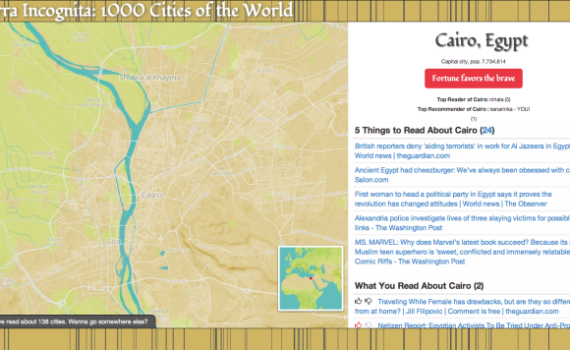 rra Incognita: 1000 Cities of the World
Shubra al Khaymah
Cairo
Giza
ve read about 138 cities. Wanna go somewhere else?
Cairo, Egypt
Capital city, pop. 7,734,614
Fortune favors the brave
Top Reader of Cairo: nihala (3)
Top Recommender of Cairo: kanarinka - YOU!
(1)
5 Things to Read About Cairo (24)
British reporters deny 'aiding terrorists' in work for Al Jazeera in Egypt
World news | theguardian.com
Ancient Egypt had cheezburger: We've always been obsessed with c
Salon.com
First woman to head a political party in Egypt says it proves the
revolution has changed attitudes | World news | The Observer
Alexandria police investigate lives of three slaying victims for possibl
links - The Washington Post
MS. MARVEL: Why does Marvel's latest book succeed? Because its
Muslim teen superhero is 'sweet, conflicted and immensely relatable
Comic Riffs - The Washington Post
What You Read About Cairo (2)
Traveling While Female has drawbacks, but are they so differe
from at home? | Jill Filipovic | Comment is free | theguardian.com
Netizen Report: Egyptian Activists To Be Tried Under Anti-Pro